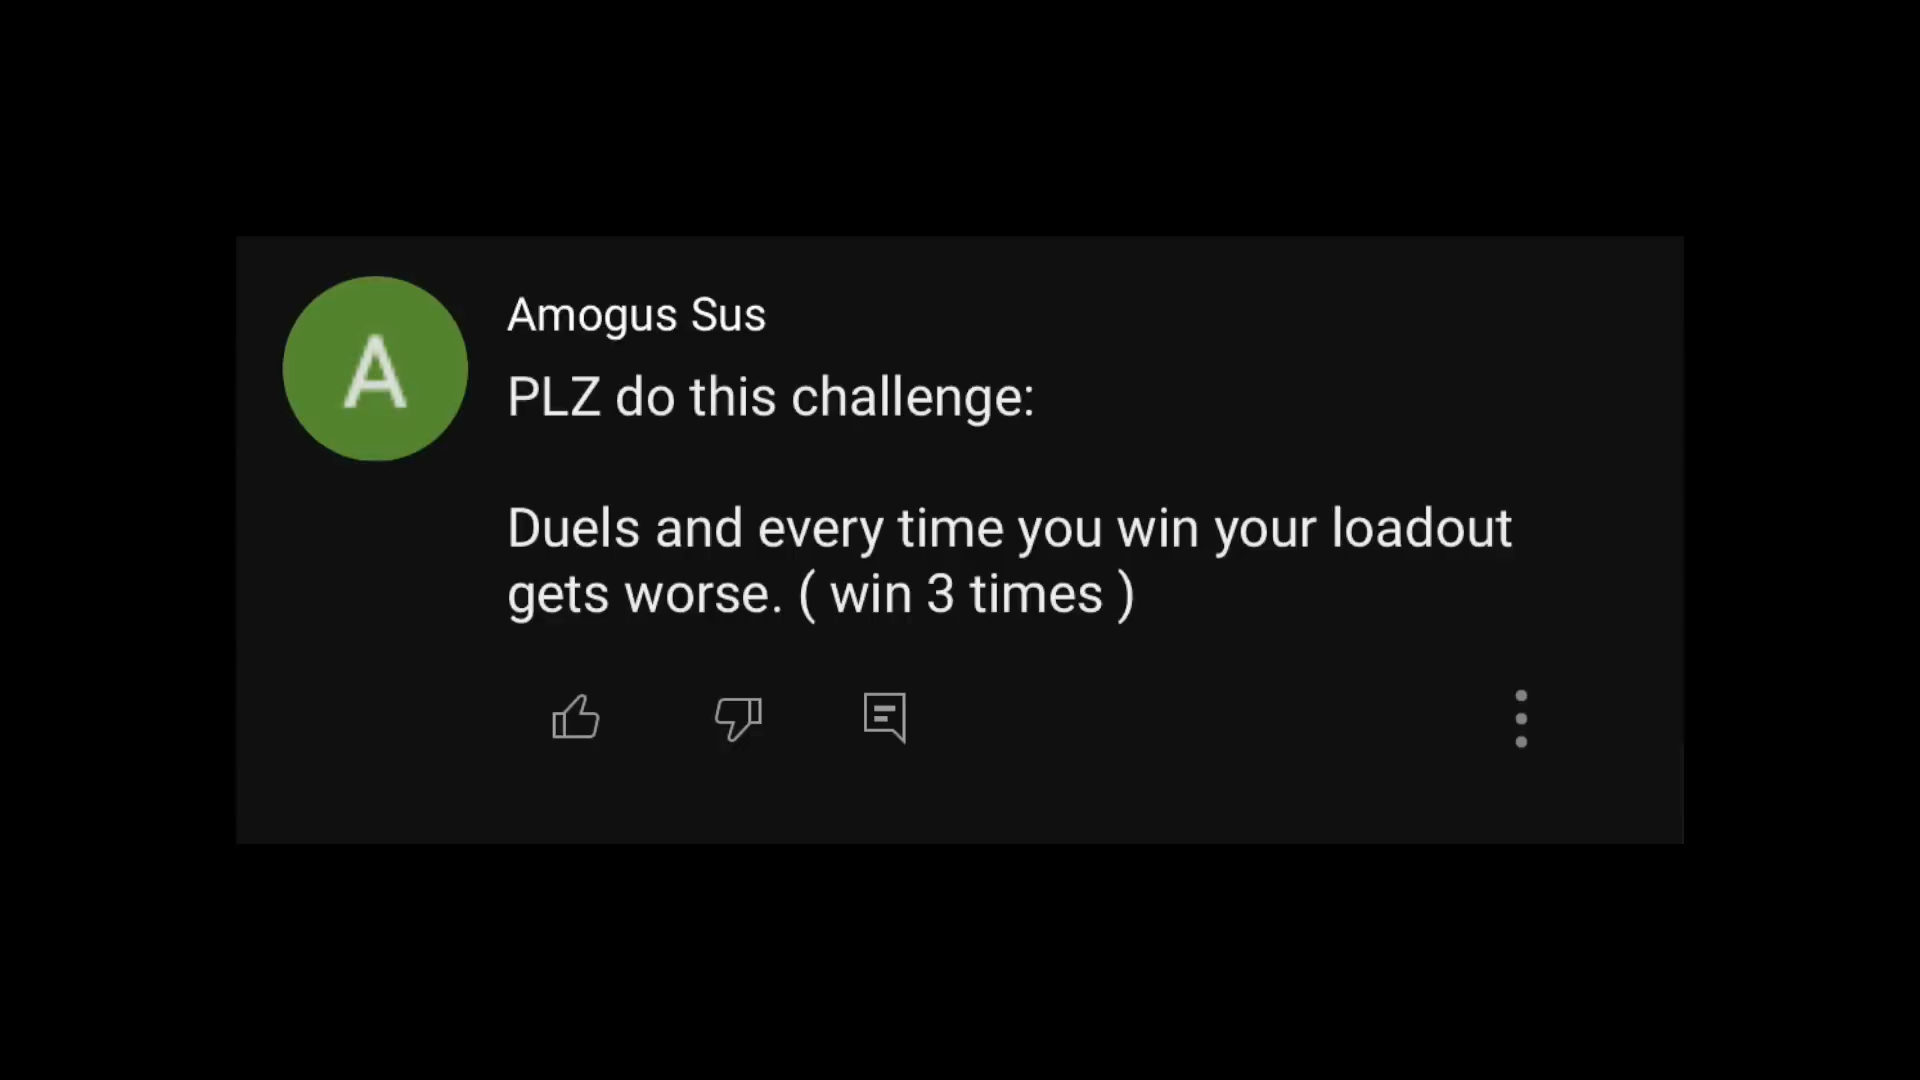 A
Amogus Sus
PLZ do this challenge:
Duels and every time you win your loadout
gets worse. ( win 3 times )